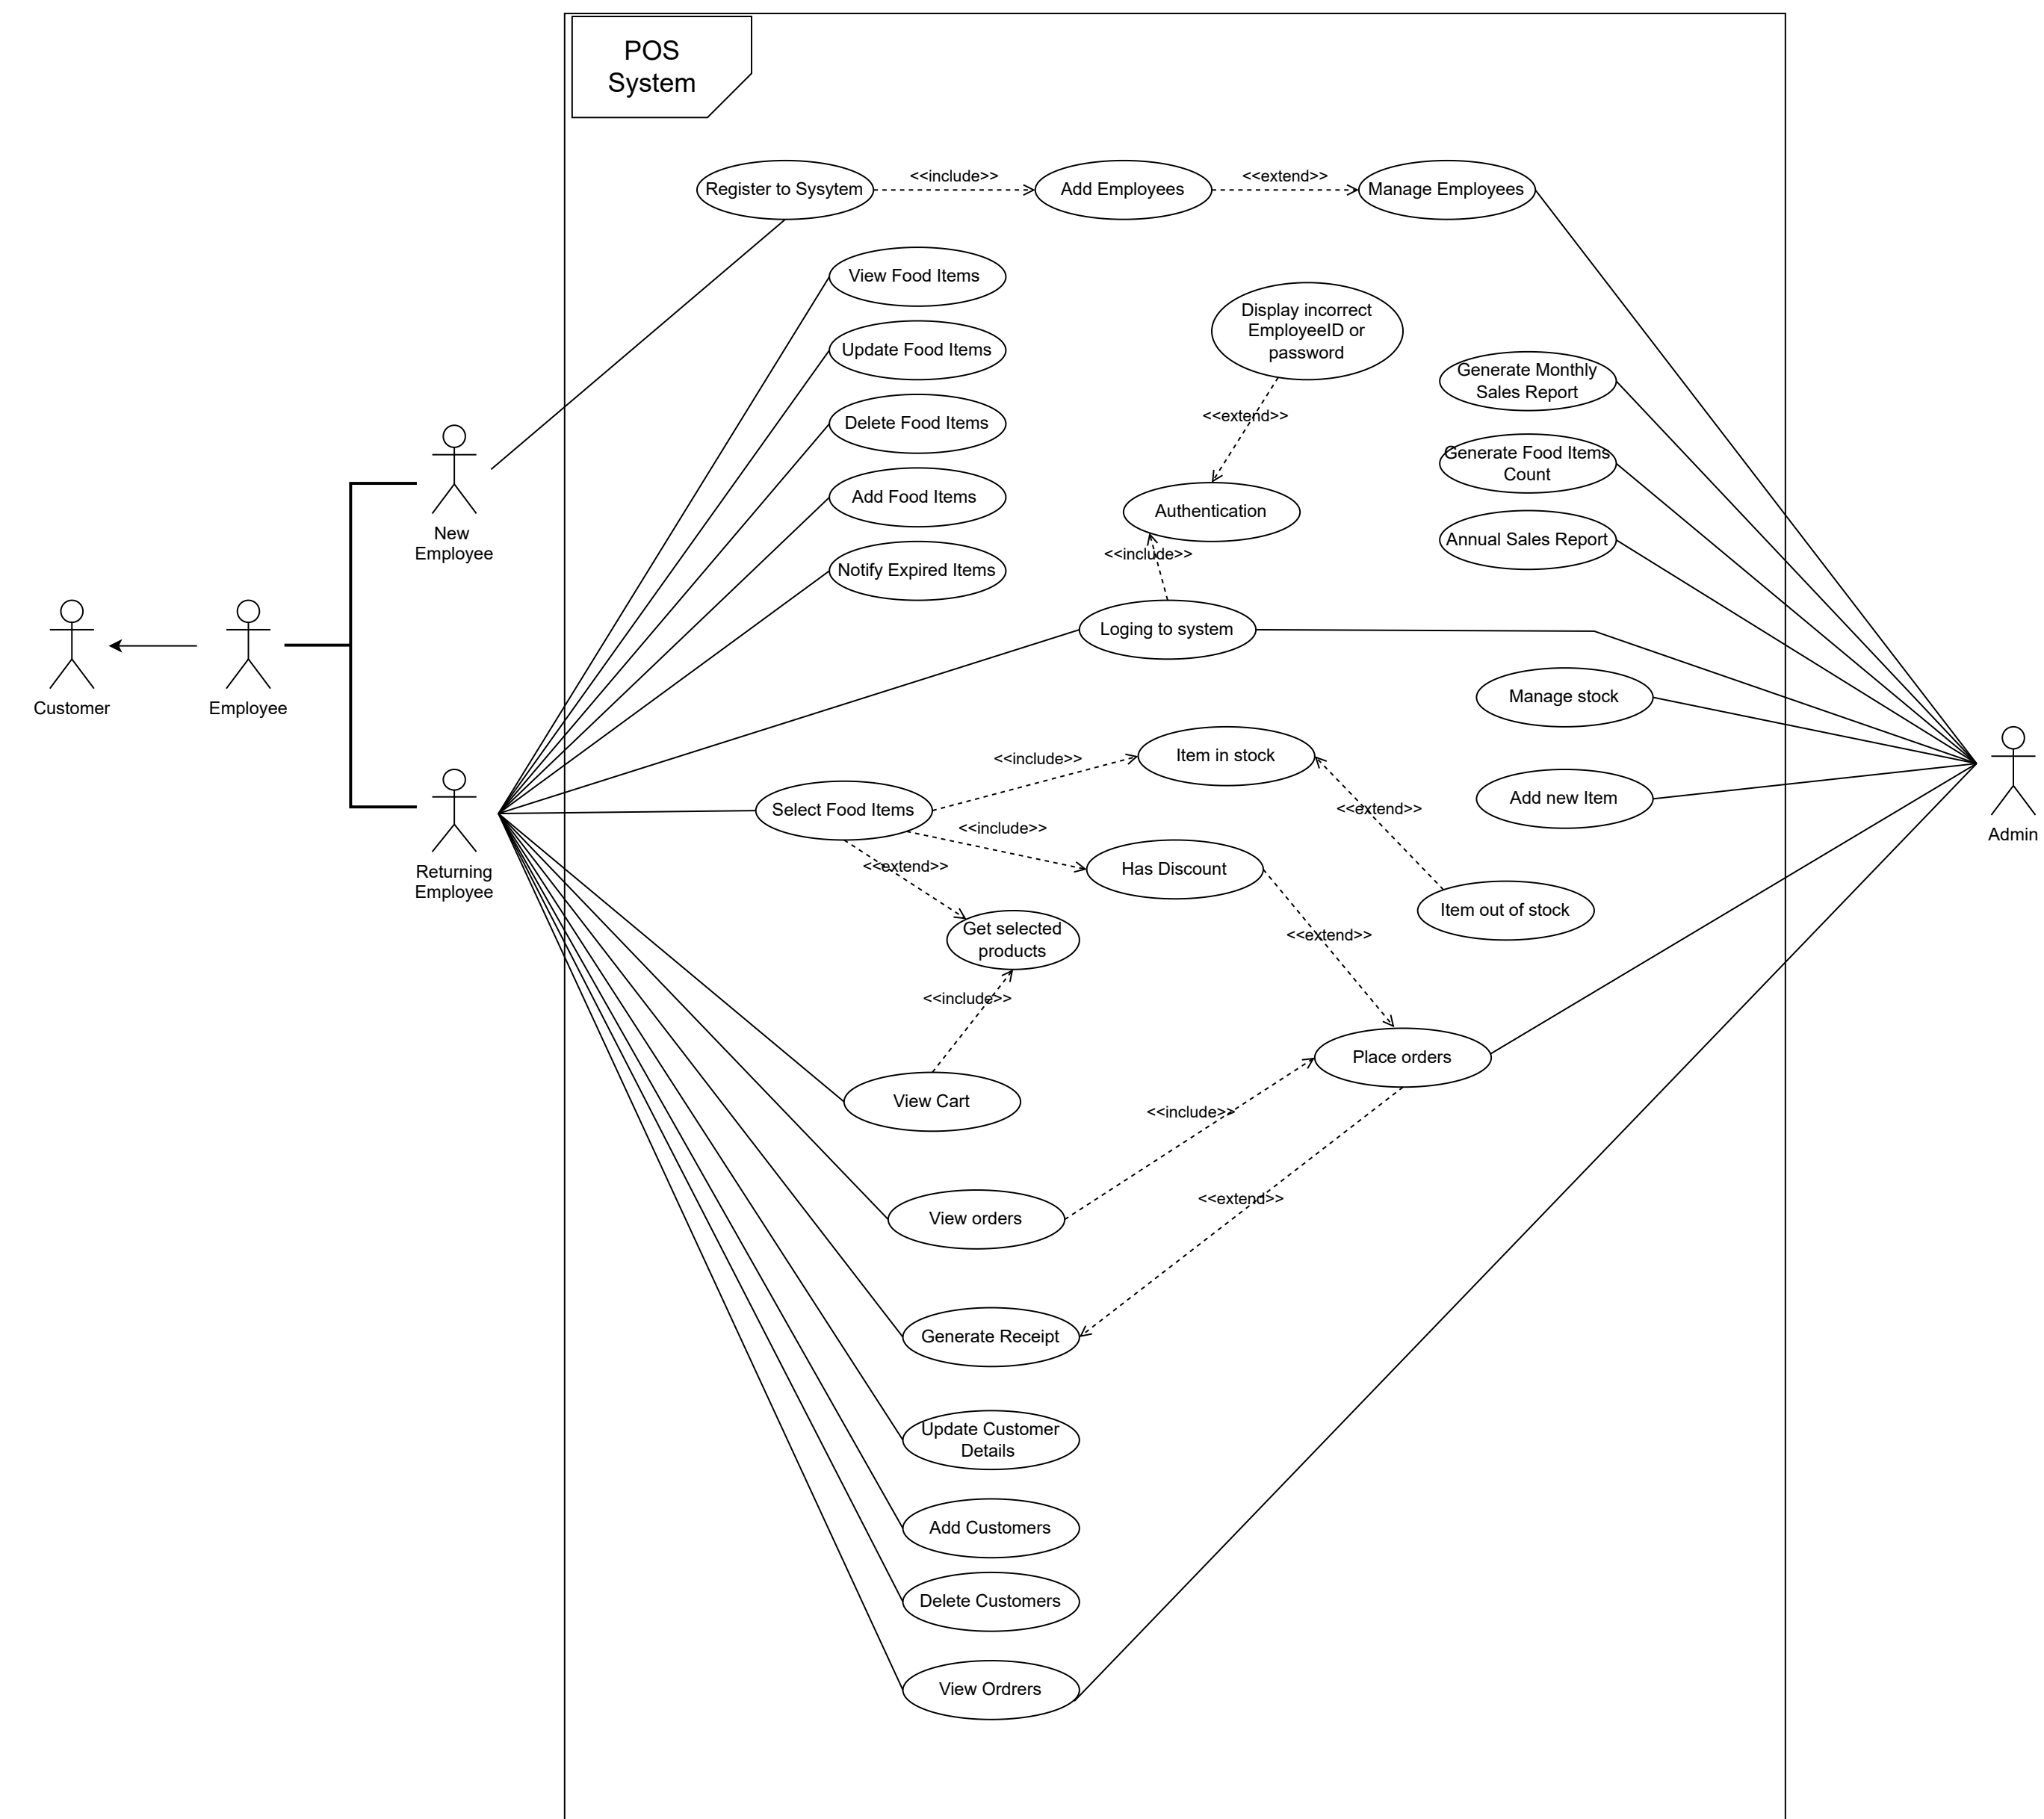 POS
System
Register to Sysytem
<<include>>
Add Employees
<<extend>>
Manage Employees
View Food Items
Update Food Items
Delete Food Items
Add Food Items
Notify Expired Items
Display incorrect
EmployeeID or
password
<<extend>>
Authentication
<<include>>
Loging to system
Generate Monthly
Sales Report
Generate Food Items
Count
Annual Sales Report
New
Employee
Customer
Employee
Returning
Employee
Manage stock
Add new Item
Admin
Item in stock
<<include>>
Select Food Items
<<include>>
<<extend>>
<<extend>>
Has Discount
Item out of stock
Get selected
products
<<extend>>
<<include>>
Place orders
View Cart
<<include>>
View orders
<<extend>>
Generate Receipt
Update Customer
Details
Add Customers
Delete Customers
View Ordrers